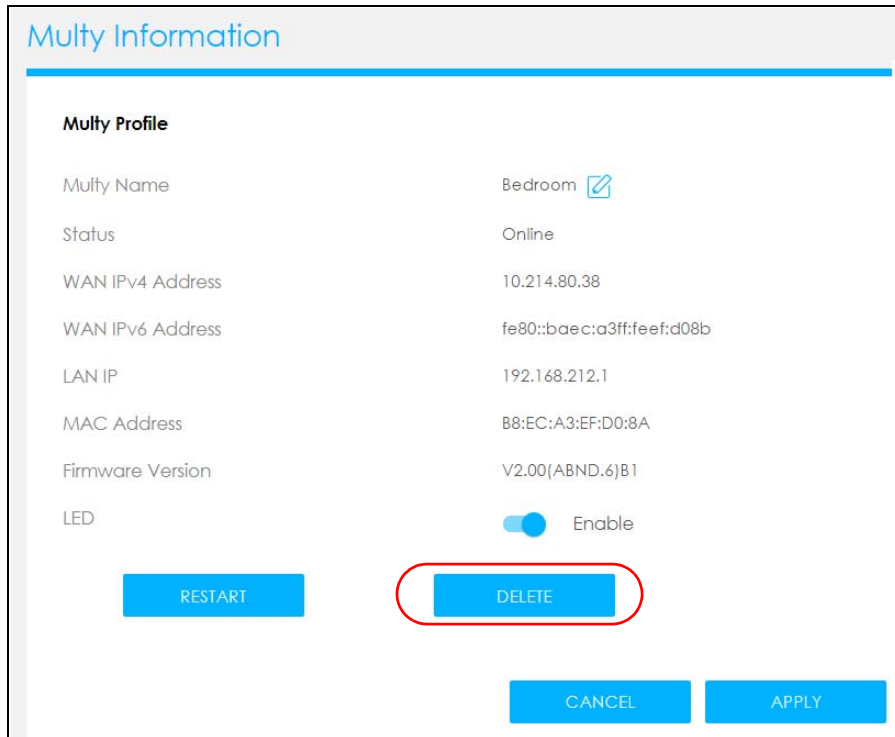 Multy Information
Multy Profile
Multy Name Bedroom
Status Online
WAN IPv4 Address 10.214.80.38
WAN IPv6 Address fe80::baec:a3ff:feef:d08b
LAN IP 192.168.212.1
MAC Address B8:EC:A3:EF:D0:8A
Firmware Version V2.00(ABND.6)B1
LED Enable
RESTART DELETE
CANCEL APPLY